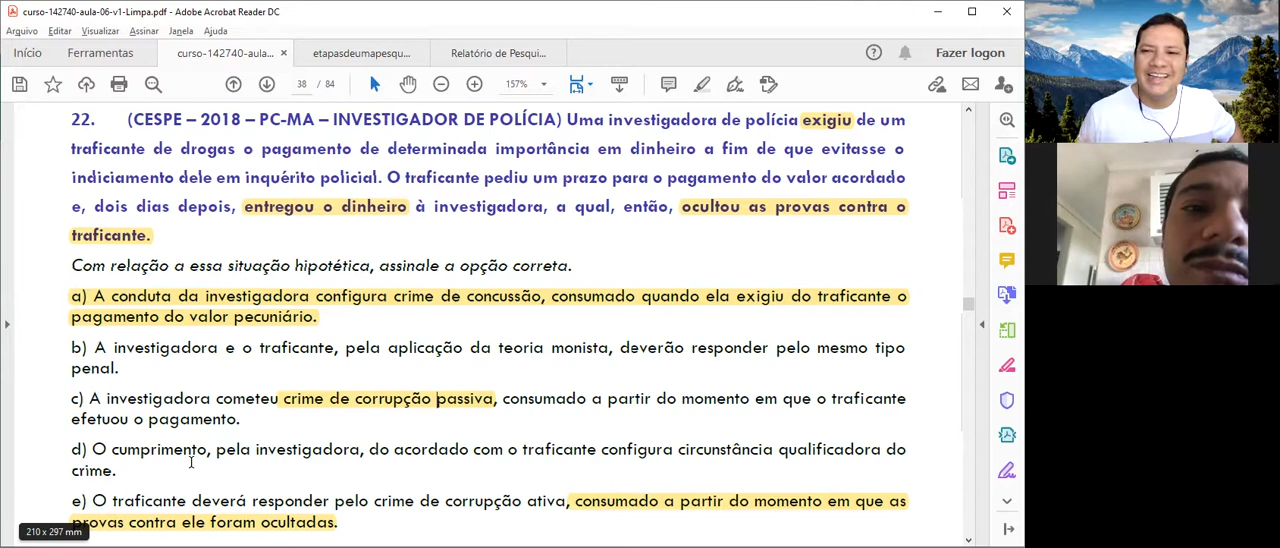 curso-142740-aula-06-v1-Limpa.pdf - Adobe Acrobat Reader DC
Arquivo Editar Visualizar Assinar Janela Ajuda
Início Ferramentas curso-142740-aula... × etapasdeumapesqu... Relatório de Pesqui... Fazer logon
38 / 84 157%
22. (CESPE – 2018 – PC-MA – INVESTIGADOR DE POLÍCIA) Uma investigadora de polícia exigiu de um
traficante de drogas o pagamento de determinada importância em dinheiro a fim de que evitasse o
indiciamento dele em inquérito policial. O traficante pediu um prazo para o pagamento do valor acordado
e, dois dias depois, entregou o dinheiro à investigadora, a qual, então, ocultou as provas contra o
traficante.
Com relação a essa situação hipotética, assinale a opção correta.
a) A conduta da investigadora configura crime de concussão, consumado quando ela exigiu do traficante o
pagamento do valor pecuniário.
b) A investigadora e o traficante, pela aplicação da teoria monista, deverão responder pelo mesmo tipo
penal.
c) A investigadora cometeu crime de corrupção passiva, consumado a partir do momento em que o traficante
efetuou o pagamento.
d) O cumprimento, pela investigadora, do acordado com o traficante configura circunstância qualificadora do
crime.
e) O traficante deverá responder pelo crime de corrupção ativa, consumado a partir do momento em que as
provas contra ele foram ocultadas.
210 x 297 mm